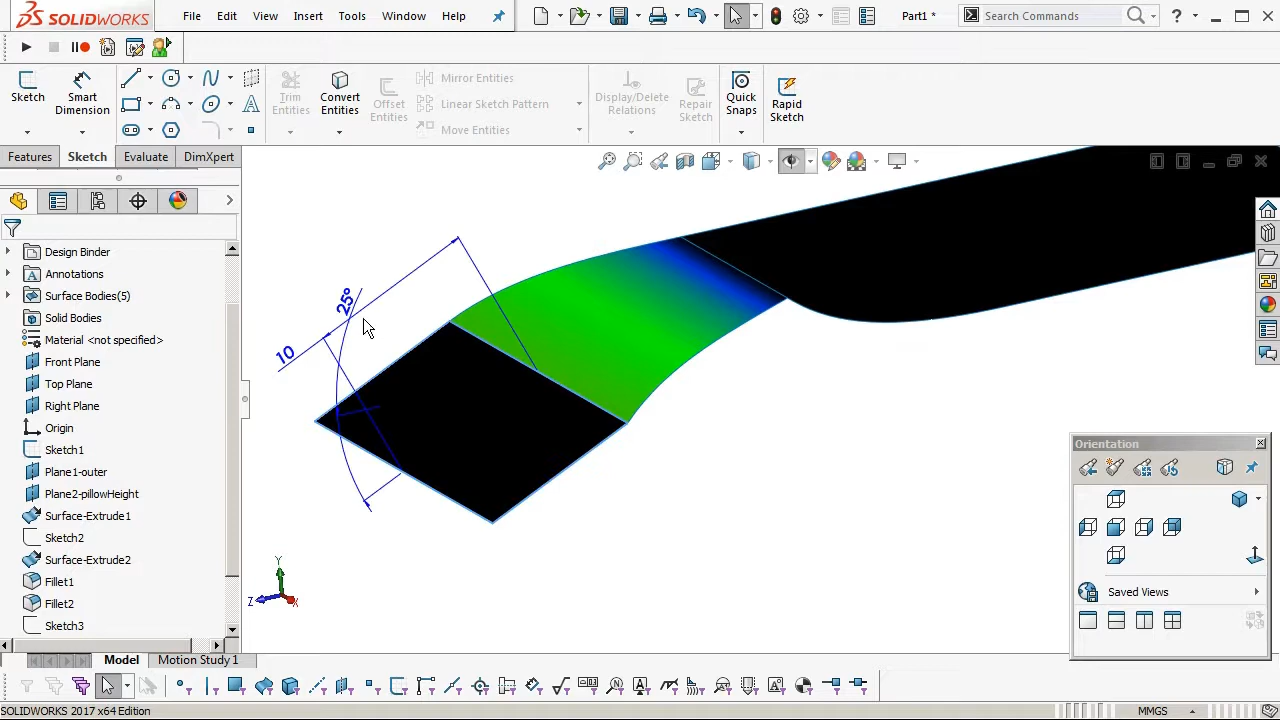 SOLIDWORKS File Edit View Insert Tools Window Help Part1 * Search Commands ?
Sketch Smart Dimension Trim Entities Convert Entities Offset Entities Mirror Entities Linear Sketch Pattern Move Entities Display/Delete Relations Repair Sketch Quick Snaps Rapid Sketch
Features Sketch Evaluate DimXpert
Design Binder
Annotations
Surface Bodies(5)
Solid Bodies
Material <not specified>
Front Plane
Top Plane
Right Plane
Origin
Sketch1
Plane1-outer
Plane2-pillowHeight
Surface-Extrude1
Sketch2
Surface-Extrude2
Fillet1
Fillet2
Sketch3
25°
10
Y
Z
X
Orientation
Saved Views
Model Motion Study 1
SOLIDWORKS 2017 x64 Edition MMGS